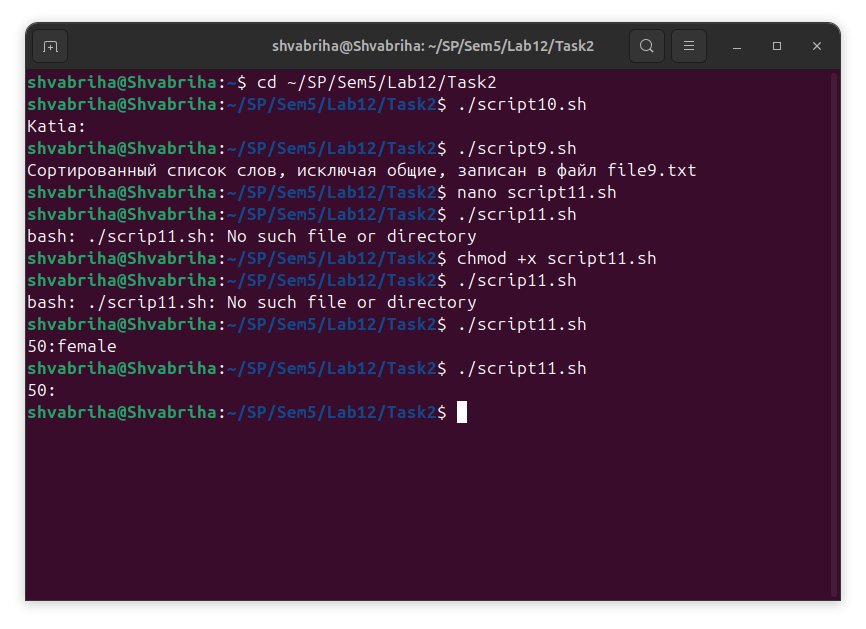 shvabriha@Shvabriha: ~/SP/Sem5/Lab12/Task2
shvabriha@Shvabriha:~$ cd ~/SP/Sem5/Lab12/Task2
shvabriha@Shvabriha:~/SP/Sem5/Lab12/Task2$ ./script10.sh
Katia:
shvabriha@Shvabriha:~/SP/Sem5/Lab12/Task2$ ./script9.sh
Сортированный список слов, исключая общие, записан в файл file9.txt
shvabriha@Shvabriha:~/SP/Sem5/Lab12/Task2$ nano script11.sh
shvabriha@Shvabriha:~/SP/Sem5/Lab12/Task2$ ./scrip11.sh
bash: ./scrip11.sh: No such file or directory
shvabriha@Shvabriha:~/SP/Sem5/Lab12/Task2$ chmod +x script11.sh
shvabriha@Shvabriha:~/SP/Sem5/Lab12/Task2$ ./scrip11.sh
bash: ./scrip11.sh: No such file or directory
shvabriha@Shvabriha:~/SP/Sem5/Lab12/Task2$ ./script11.sh
50:female
shvabriha@Shvabriha:~/SP/Sem5/Lab12/Task2$ ./script11.sh
50:
shvabriha@Shvabriha:~/SP/Sem5/Lab12/Task2$